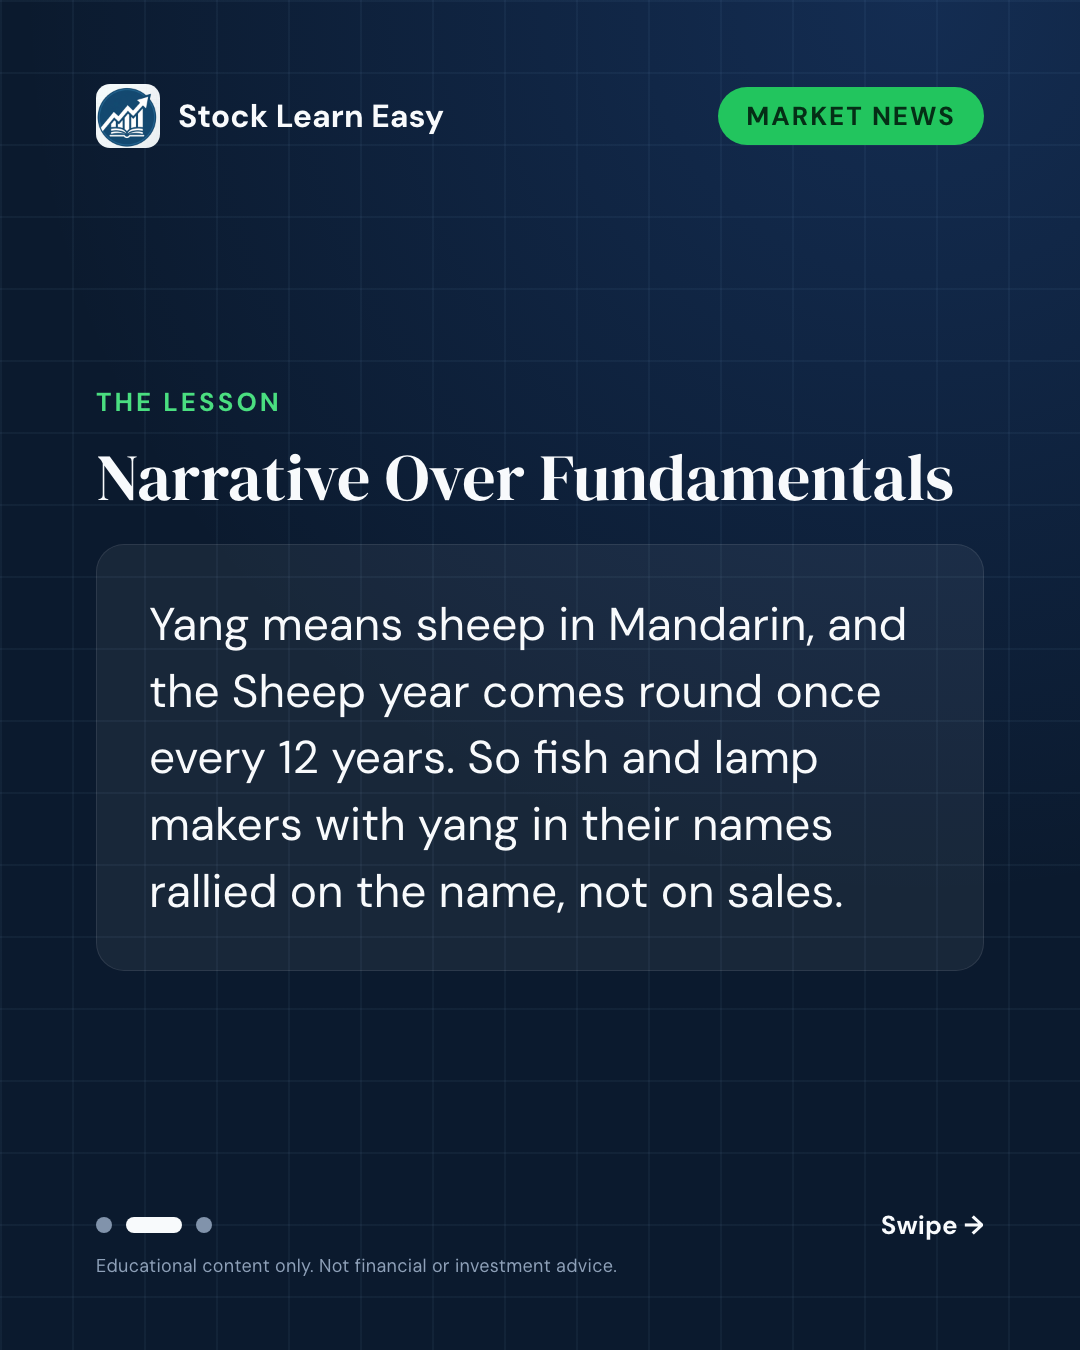 Stock Learn Easy
MARKET NEWS
THE LESSON
Narrative Over Fundamentals
Yang means sheep in Mandarin, and
the Sheep year comes round once
every 12 years. So fish and lamp
makers with yang in their names
rallied on the name, not on sales.
Swipe →
Educational content only. Not financial or investment advice.